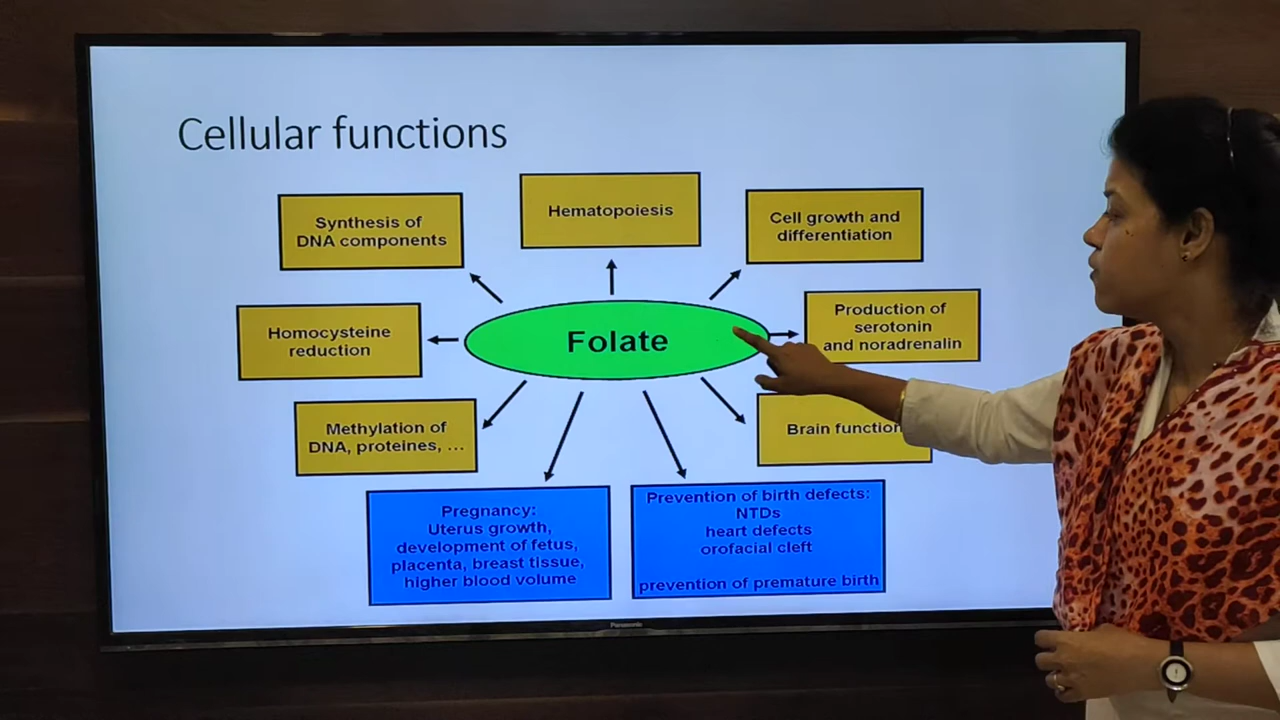 Cellular functions
Synthesis of
DNA components
Hematopoiesis
Cell growth and
differentiation
Homocysteine
reduction
Folate
Production of
serotonin
and noradrenalin
Methylation of
DNA, proteines, ...
Brain function
Pregnancy:
Uterus growth,
development of fetus,
placenta, breast tissue,
higher blood volume
Prevention of birth defects:
NTDs
heart defects
orofacial cleft
prevention of premature birth
Panasonic